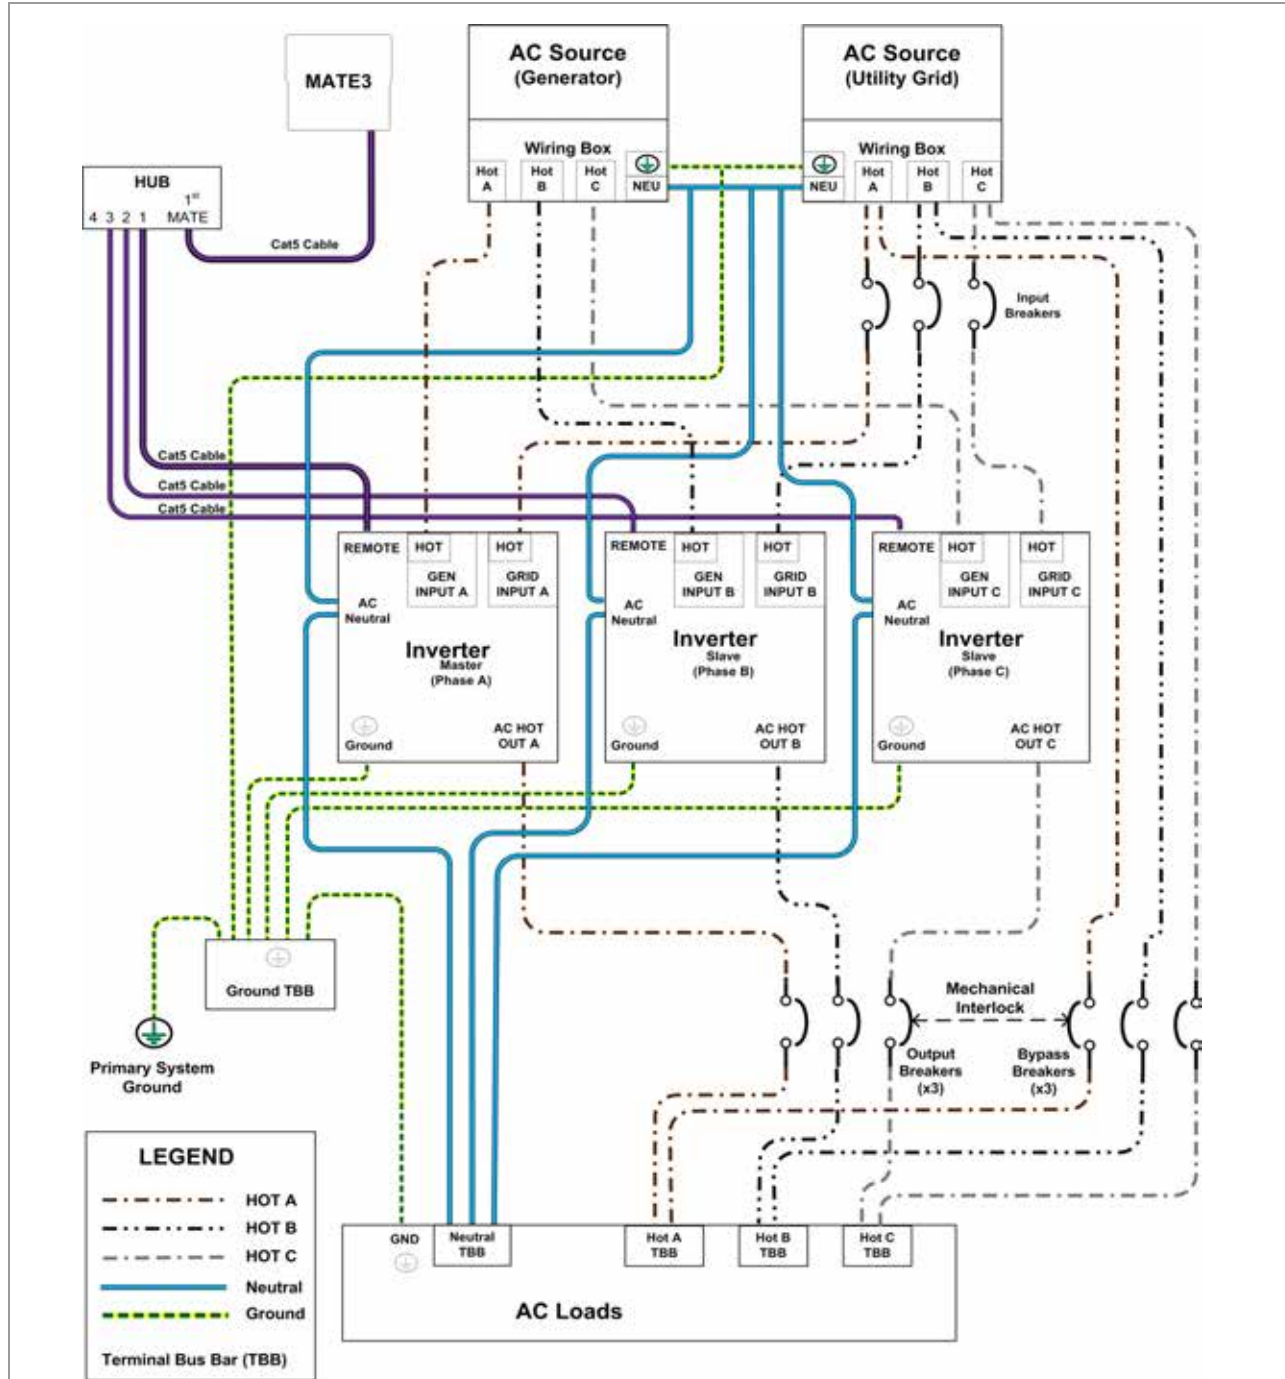 MATE3
AC Source
(Generator)
Wiring Box
Hot
A
Hot
B
Hot
C
NEU
AC Source
(Utility Grid)
Wiring Box
NEU
Hot
A
Hot
B
Hot
C
HUB
1st
4 3 2 1 MATE
Cat5 Cable
Input
Breakers
Cat5 Cable
Cat5 Cable
Cat5 Cable
REMOTE
HOT
GEN
INPUT A
HOT
GRID
INPUT A
AC
Neutral
Inverter
Master
(Phase A)
Ground
AC HOT
OUT A
REMOTE
HOT
GEN
INPUT B
HOT
GRID
INPUT B
AC
Neutral
Inverter
Slave
(Phase B)
Ground
AC HOT
OUT B
REMOTE
HOT
GEN
INPUT C
HOT
GRID
INPUT C
AC
Neutral
Inverter
Slave
(Phase C)
Ground
AC HOT
OUT C
Ground TBB
Primary System
Ground
Mechanical
Interlock
Output
Breakers
(x3)
Bypass
Breakers
(x3)
LEGEND
HOT A
HOT B
HOT C
Neutral
Ground
Terminal Bus Bar (TBB)
GND
Neutral
TBB
Hot A
TBB
Hot B
TBB
Hot C
TBB
AC Loads